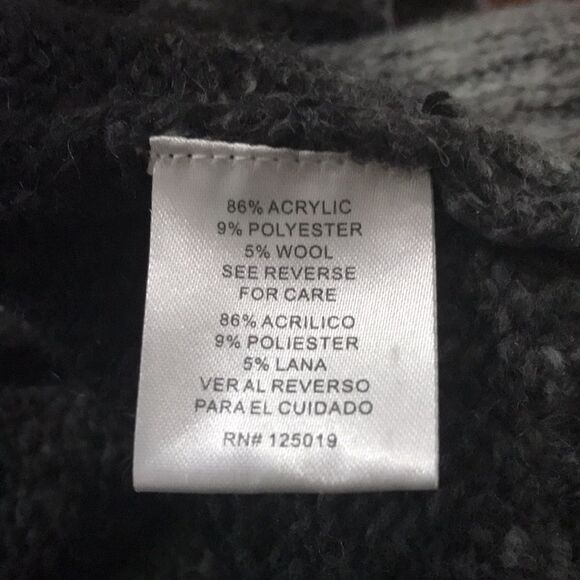 86% ACRYLIC
9% POLYESTER
5% WOOL
SEE REVERSE
FOR CARE
86% ACRILICO
9% POLIESTER
5% LANA
VER AL REVERSO
PARA EL CUIDADO
RN# 125019